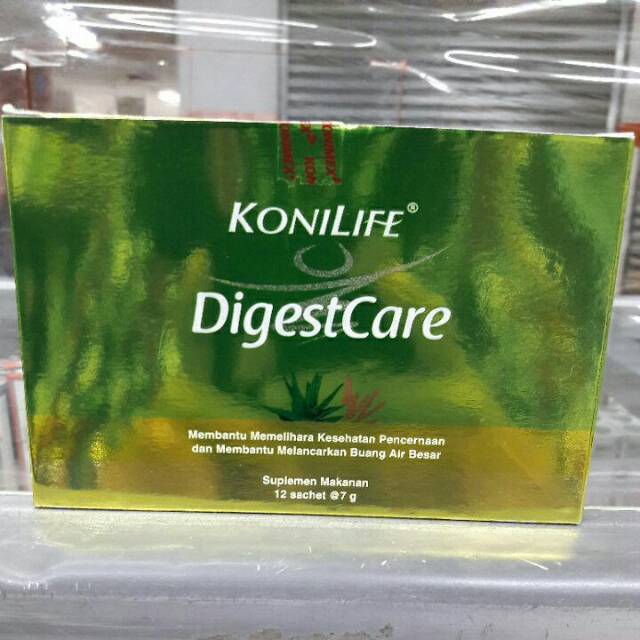 KONILIFE®
DigestCare
Membantu Memelihara Kesehatan Pencernaan
dan Membantu Melancarkan Buang Air Besar
Suplemen Makanan
12 sachet @7 g